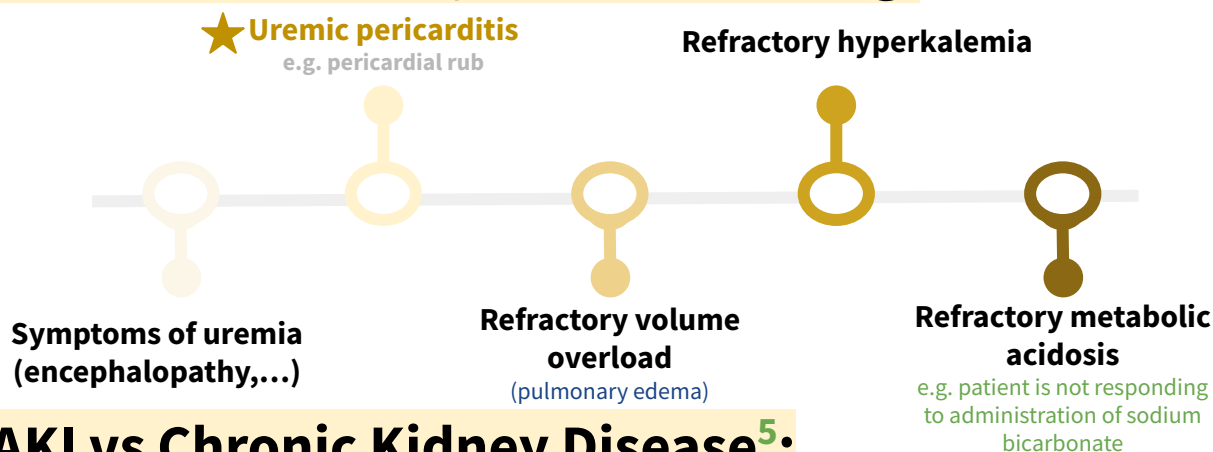 Uremic pericarditis
e.g. pericardial rub
Refractory hyperkalemia
Symptoms of uremia
(encephalopathy,...)
Refractory volume
overload
(pulmonary edema)
Refractory metabolic
acidosis
e.g. patient is not responding
to administration of sodium
bicarbonate
AKI vs Chronic Kidney Disease5: